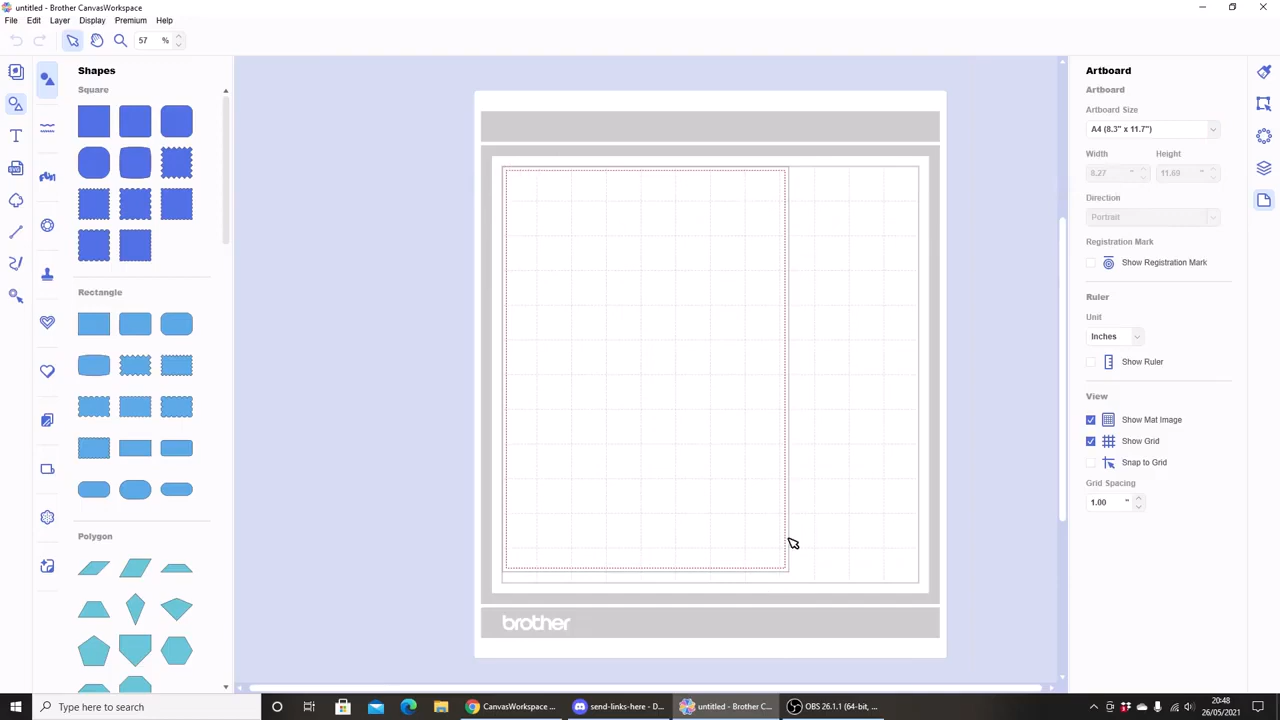 untitled - Brother CanvasWorkspace
File Edit Layer Display Premium Help
57 %
Shapes
Square
Rectangle
Polygon
brother
Artboard
Artboard
Artboard Size
A4 (8.3" x 11.7")
Width Height
8.27 " 11.69 "
Direction
Portrait
Registration Mark
Show Registration Mark
Ruler
Unit
Inches
Show Ruler
View
Show Mat Image
Show Grid
Snap to Grid
Grid Spacing
1.00 "
Type here to search
CanvasWorkspace ...
send-links-here - D...
untitled - Brother C...
OBS 26.1.1 (64-bit, ...
20:48
26/05/2021